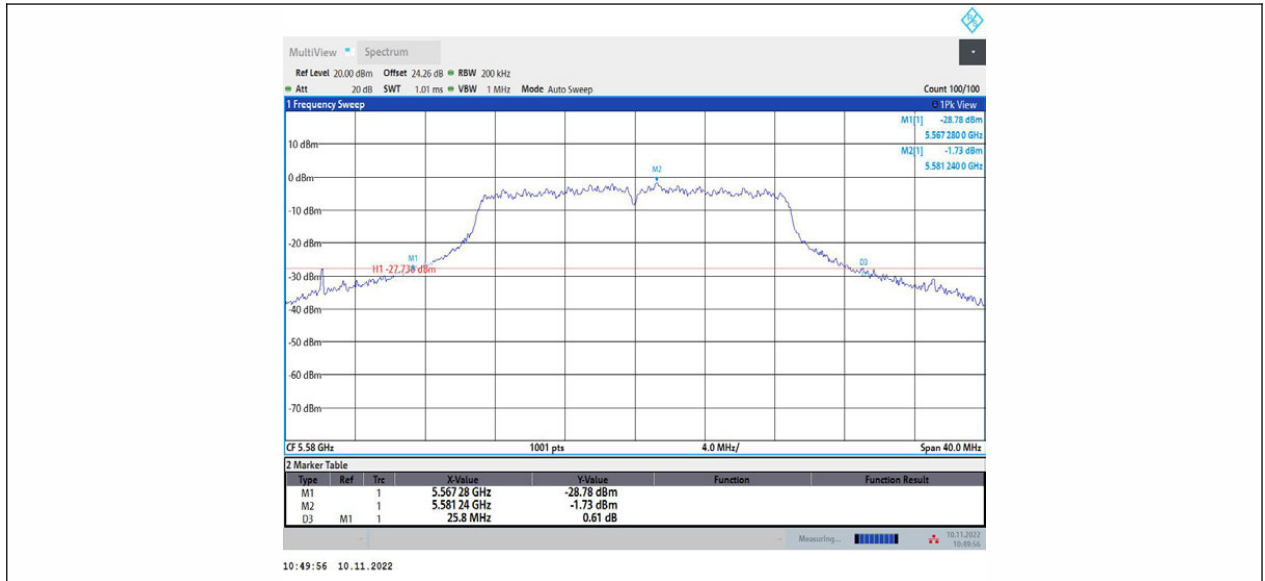 MultiView Spectrum
Ref Level 20.00 dBm Offset 24.26 dB RBW 200 kHz
Att 20 dB SWT 1.01 ms VBW 1 MHz Mode Auto Sweep Count 100/100
1 Frequency Sweep 1Pk View
M1[1] -28.78 dBm
5.567 280 0 GHz
10 dBm
M2[1] -1.73 dBm
5.581 240 0 GHz
M2
0 dBm
-10 dBm
-20 dBm
M1
D3
H1 -27.730 dBm
-30 dBm
-40 dBm
-50 dBm
-60 dBm
-70 dBm
CF 5.58 GHz 1001 pts 4.0 MHz/ Span 40.0 MHz
2 Marker Table
Type Ref Trc X-Value Y-Value Function Function Result
M1 1 5.567 28 GHz -28.78 dBm
M2 1 5.581 24 GHz -1.73 dBm
D3 M1 1 25.8 MHz 0.61 dB
Measuring... 10.11.2022
10:49:56
10:49:56 10.11.2022